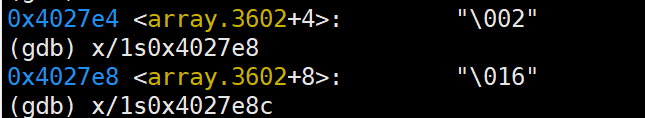 0x4027e4 <array.3602+4>:        "\002"
(gdb) x/1s0x4027e8
0x4027e8 <array.3602+8>:        "\016"
(gdb) x/1s0x4027e8c